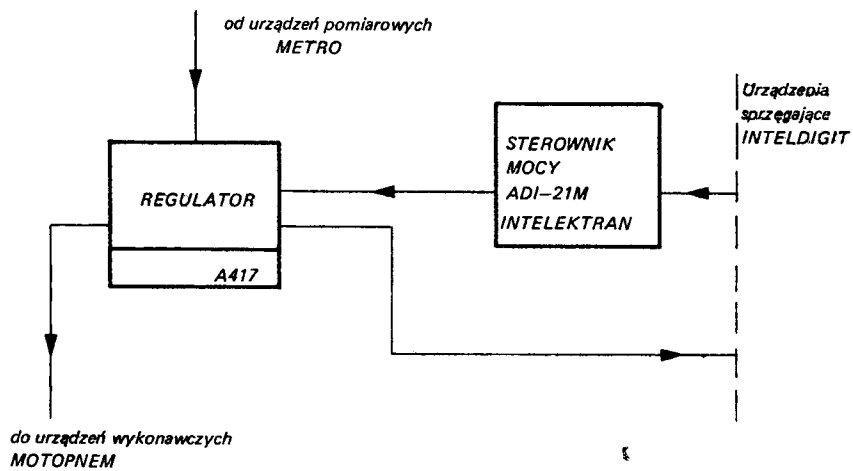 od urządzeń pomiarowych
METRO
Urządzenia
sprzęgające
INTELDIGIT
STEROWNIK
MOCY
ADI-21M
INTELEKTRAN
REGULATOR
A417
do urządzeń wykonawczych
MOTOPNEM